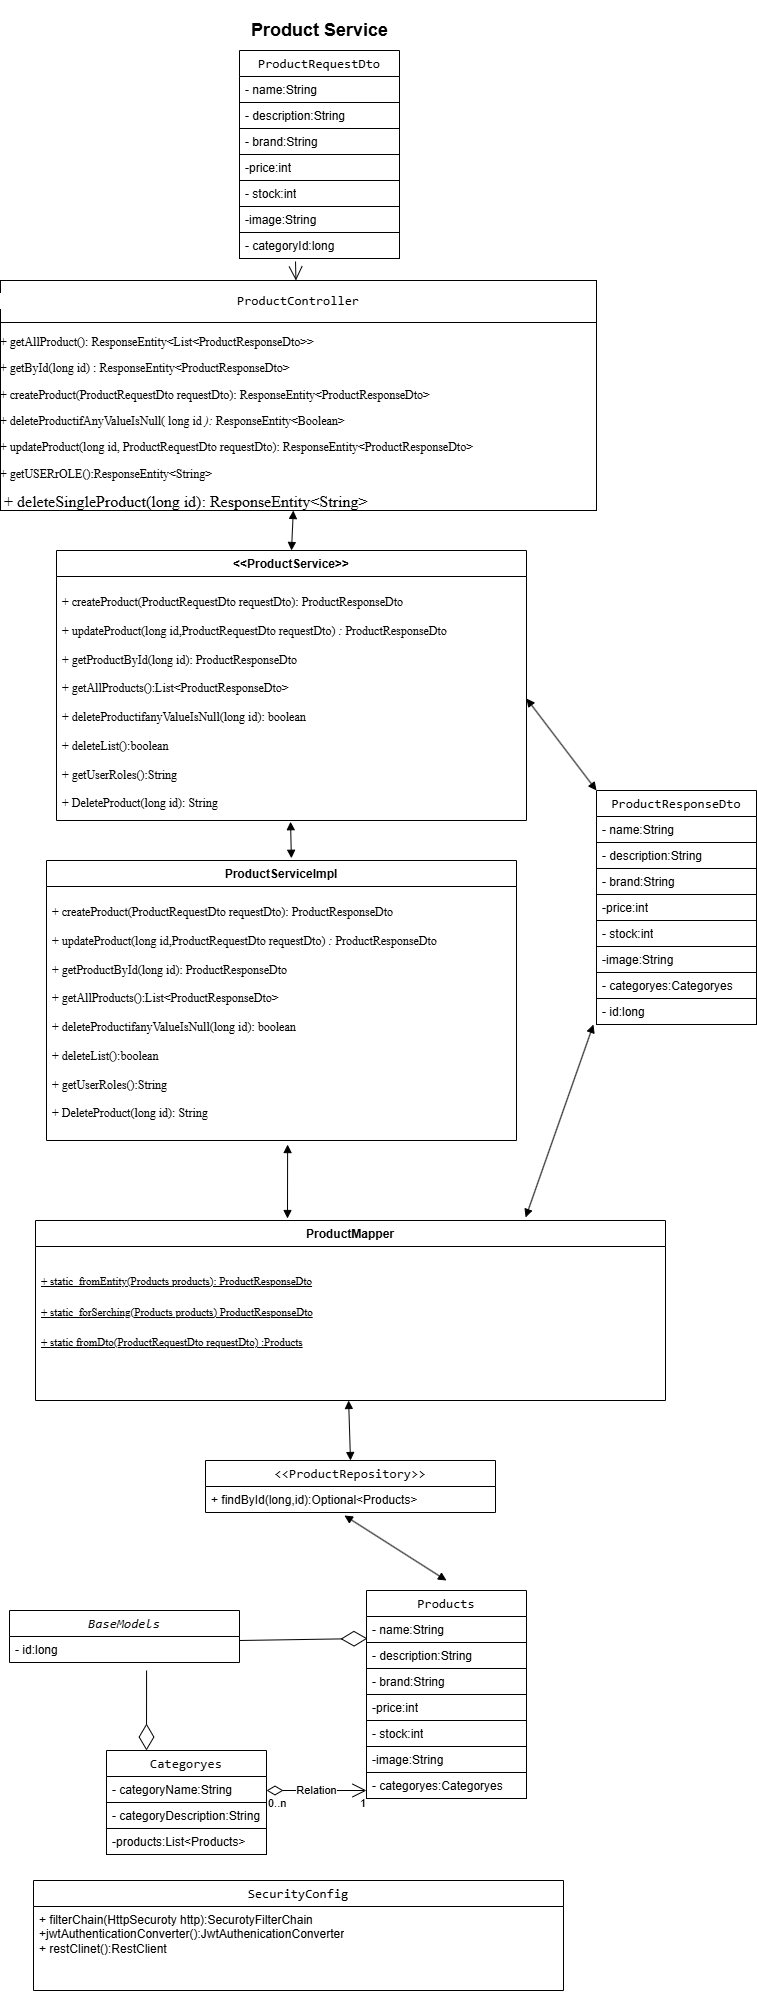 Product Service
ProductRequestDto
- name:String
- description:String
- brand:String
-price:int
- stock:int
-image:String
- categoryId:long
ProductController
+ getAllProduct(): ResponseEntity<List<ProductResponseDto>>
+ getById(long id) : ResponseEntity<ProductResponseDto>
+ createProduct(ProductRequestDto requestDto): ResponseEntity<ProductResponseDto>
+ deleteProductifAnyValueIsNull( long id ): ResponseEntity<Boolean>
+ updateProduct(long id, ProductRequestDto requestDto): ResponseEntity<ProductResponseDto>
+ getUSERrOLE():ResponseEntity<String>
+ deleteSingleProduct(long id): ResponseEntity<String>
<<ProductService>>
+ createProduct(ProductRequestDto requestDto): ProductResponseDto
+ updateProduct(long id,ProductRequestDto requestDto) : ProductResponseDto
+ getProductById(long id): ProductResponseDto
+ getAllProducts():List<ProductResponseDto>
+ deleteProductifanyValueIsNull(long id): boolean
+ deleteList():boolean
+ getUserRoles():String
+ DeleteProduct(long id): String
ProductResponseDto
- name:String
- description:String
- brand:String
-price:int
- stock:int
-image:String
- categoryes:Categoryes
- id:long
ProductServiceImpl
+ createProduct(ProductRequestDto requestDto): ProductResponseDto
+ updateProduct(long id,ProductRequestDto requestDto) : ProductResponseDto
+ getProductById(long id): ProductResponseDto
+ getAllProducts():List<ProductResponseDto>
+ deleteProductifanyValueIsNull(long id): boolean
+ deleteList():boolean
+ getUserRoles():String
+ DeleteProduct(long id): String
ProductMapper
+ static  fromEntity(Products products): ProductResponseDto
+ static  forSerching(Products products) ProductResponseDto
+ static fromDto(ProductRequestDto requestDto) :Products
<<ProductRepository>>
+ findById(long,id):Optional<Products>
BaseModels
- id:long
Products
- name:String
- description:String
- brand:String
-price:int
- stock:int
-image:String
- categoryes:Categoryes
Categoryes
- categoryName:String
- categoryDescription:String
-products:List<Products>
Relation
0..n
1
SecurityConfig
+ filterChain(HttpSecuroty http):SecurotyFilterChain
+jwtAuthenticationConverter():JwtAuthenicationConverter
+ restClinet():RestClient